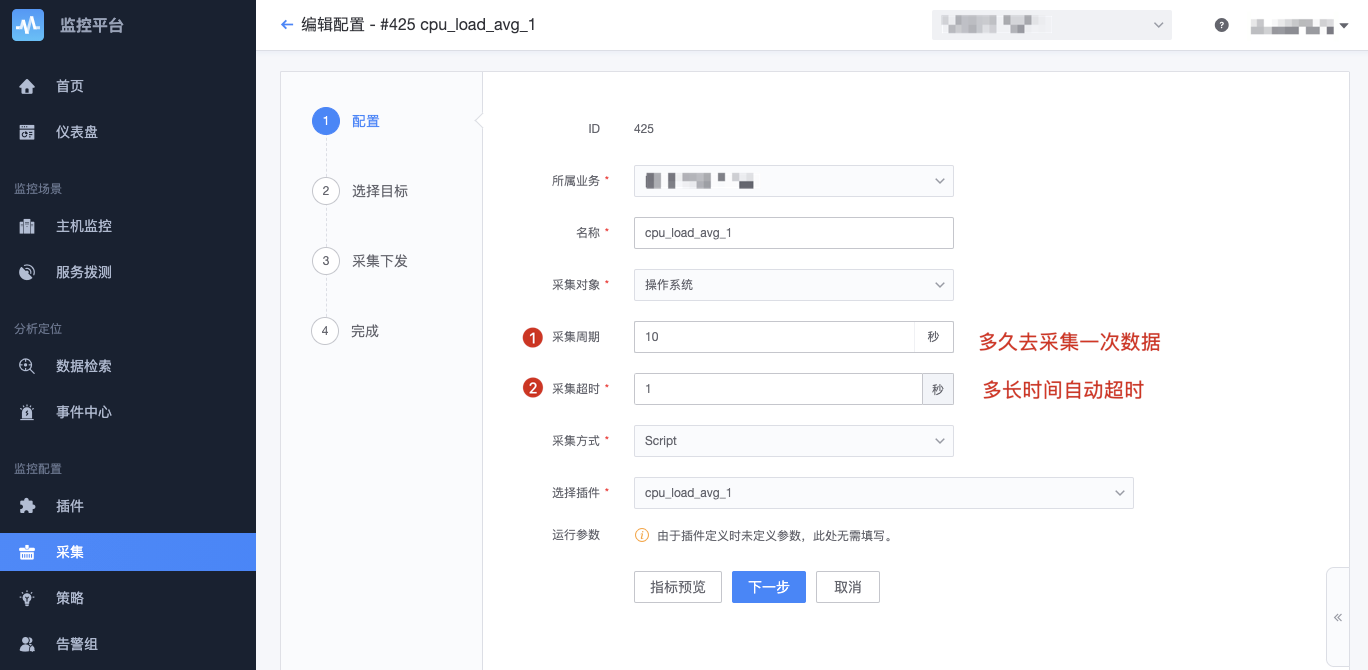 监控平台
编辑配置 - #425 cpu_load_avg_1
?
首页
仪表盘
监控场景
主机监控
服务拨测
分析定位
数据检索
事件中心
监控配置
插件
采集
策略
告警组
1 配置
2 选择目标
3 采集下发
4 完成
ID 425
所属业务 *
名称 * cpu_load_avg_1
采集对象 * 操作系统
1 采集周期 10 秒 多久去采集一次数据
2 采集超时 * 1 秒 多长时间自动超时
采集方式 * Script
选择插件 * cpu_load_avg_1
运行参数 由于插件定义时未定义参数，此处无需填写。
指标预览 下一步 取消
«